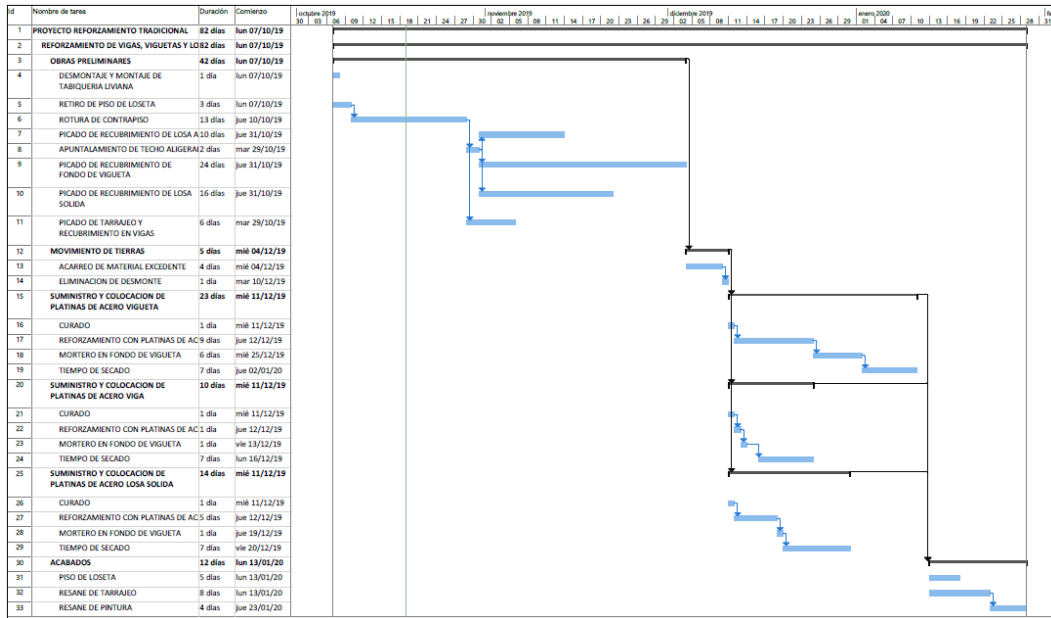 Id Nombre de tarea Duración Comienzo
octubre 2019 noviembre 2019 diciembre 2019 enero 2020 fe
30 03 06 09 12 15 18 21 24 27 30 02 05 08 11 14 17 20 23 26 29 02 05 08 11 14 17 20 23 26 29 01 04 07 10 13 16 19 22 25 28 31
1 PROYECTO REFORZAMIENTO TRADICIONAL 82 días lun 07/10/19
2 REFORZAMIENTO DE VIGAS, VIGUETAS Y LO 82 días lun 07/10/19
3 OBRAS PRELIMINARES 42 días lun 07/10/19
4 DESMONTAJE Y MONTAJE DE 1 día lun 07/10/19
TABIQUERIA LIVIANA
5 RETIRO DE PISO DE LOSETA 3 días lun 07/10/19
6 ROTURA DE CONTRAPISO 13 días jue 10/10/19
7 PICADO DE RECUBRIMIENTO DE LOSA A 10 días jue 31/10/19
8 APUNTALAMIENTO DE TECHO ALIGERA 2 días mar 29/10/19
9 PICADO DE RECUBRIMIENTO DE 24 días jue 31/10/19
FONDO DE VIGUETA
10 PICADO DE RECUBRIMIENTO DE LOSA 16 días jue 31/10/19
SOLIDA
11 PICADO DE TARRAJEO Y 6 días mar 29/10/19
RECUBRIMIENTO EN VIGAS
12 MOVIMIENTO DE TIERRAS 5 días mié 04/12/19
13 ACARREO DE MATERIAL EXCEDENTE 4 días mié 04/12/19
14 ELIMINACION DE DESMONTE 1 día mar 10/12/19
15 SUMINISTRO Y COLOCACION DE 23 días mié 11/12/19
PLATINAS DE ACERO VIGUETA
16 CURADO 1 día mié 11/12/19
17 REFORZAMIENTO CON PLATINAS DE AC 9 días jue 12/12/19
18 MORTERO EN FONDO DE VIGUETA 6 días mié 25/12/19
19 TIEMPO DE SECADO 7 días jue 02/01/20
20 SUMINISTRO Y COLOCACION DE 10 días mié 11/12/19
PLATINAS DE ACERO VIGA
21 CURADO 1 día mié 11/12/19
22 REFORZAMIENTO CON PLATINAS DE AC 1 día jue 12/12/19
23 MORTERO EN FONDO DE VIGUETA 1 día vie 13/12/19
24 TIEMPO DE SECADO 7 días lun 16/12/19
25 SUMINISTRO Y COLOCACION DE 14 días mié 11/12/19
PLATINAS DE ACERO LOSA SOLIDA
26 CURADO 1 día mié 11/12/19
27 REFORZAMIENTO CON PLATINAS DE AC 5 días jue 12/12/19
28 MORTERO EN FONDO DE VIGUETA 1 día jue 19/12/19
29 TIEMPO DE SECADO 7 días vie 20/12/19
30 ACABADOS 12 días lun 13/01/20
31 PISO DE LOSETA 5 días lun 13/01/20
32 RESANE DE TARRAJEO 8 días lun 13/01/20
33 RESANE DE PINTURA 4 días jue 23/01/20